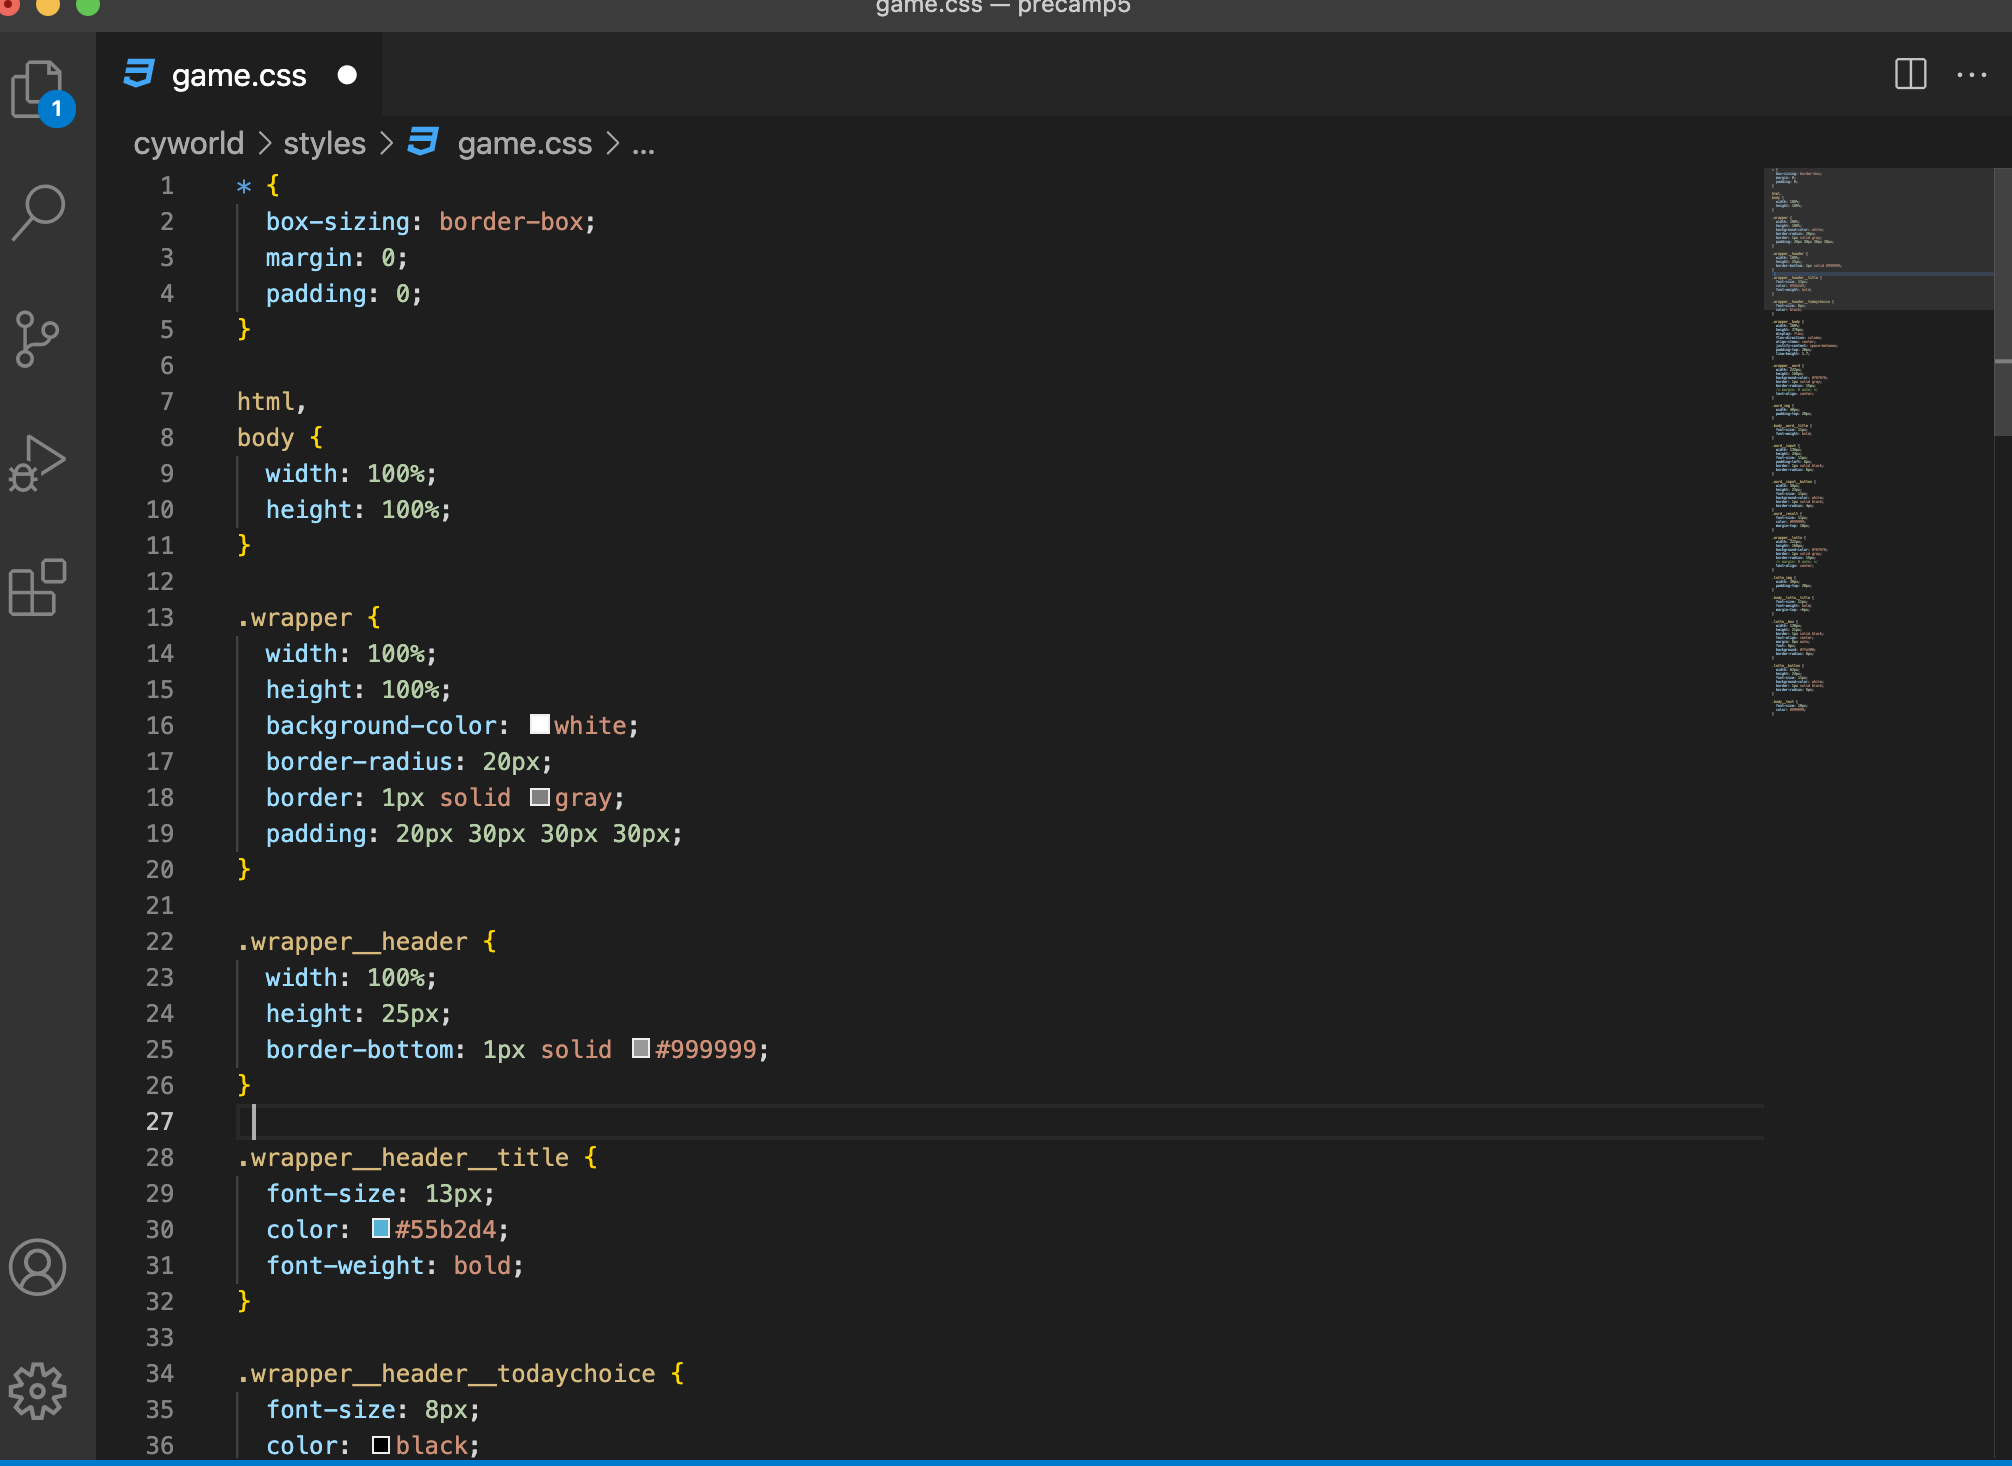 game.css — precamp5
game.css
1
cyworld > styles > game.css > ...
1 * {
2 box-sizing: border-box;
3 margin: 0;
4 padding: 0;
5 }
6
7 html,
8 body {
9 width: 100%;
10 height: 100%;
11 }
12
13 .wrapper {
14 width: 100%;
15 height: 100%;
16 background-color: white;
17 border-radius: 20px;
18 border: 1px solid gray;
19 padding: 20px 30px 30px 30px;
20 }
21
22 .wrapper__header {
23 width: 100%;
24 height: 25px;
25 border-bottom: 1px solid #999999;
26 }
27
28 .wrapper__header__title {
29 font-size: 13px;
30 color: #55b2d4;
31 font-weight: bold;
32 }
33
34 .wrapper__header__todaychoice {
35 font-size: 8px;
36 color: black;